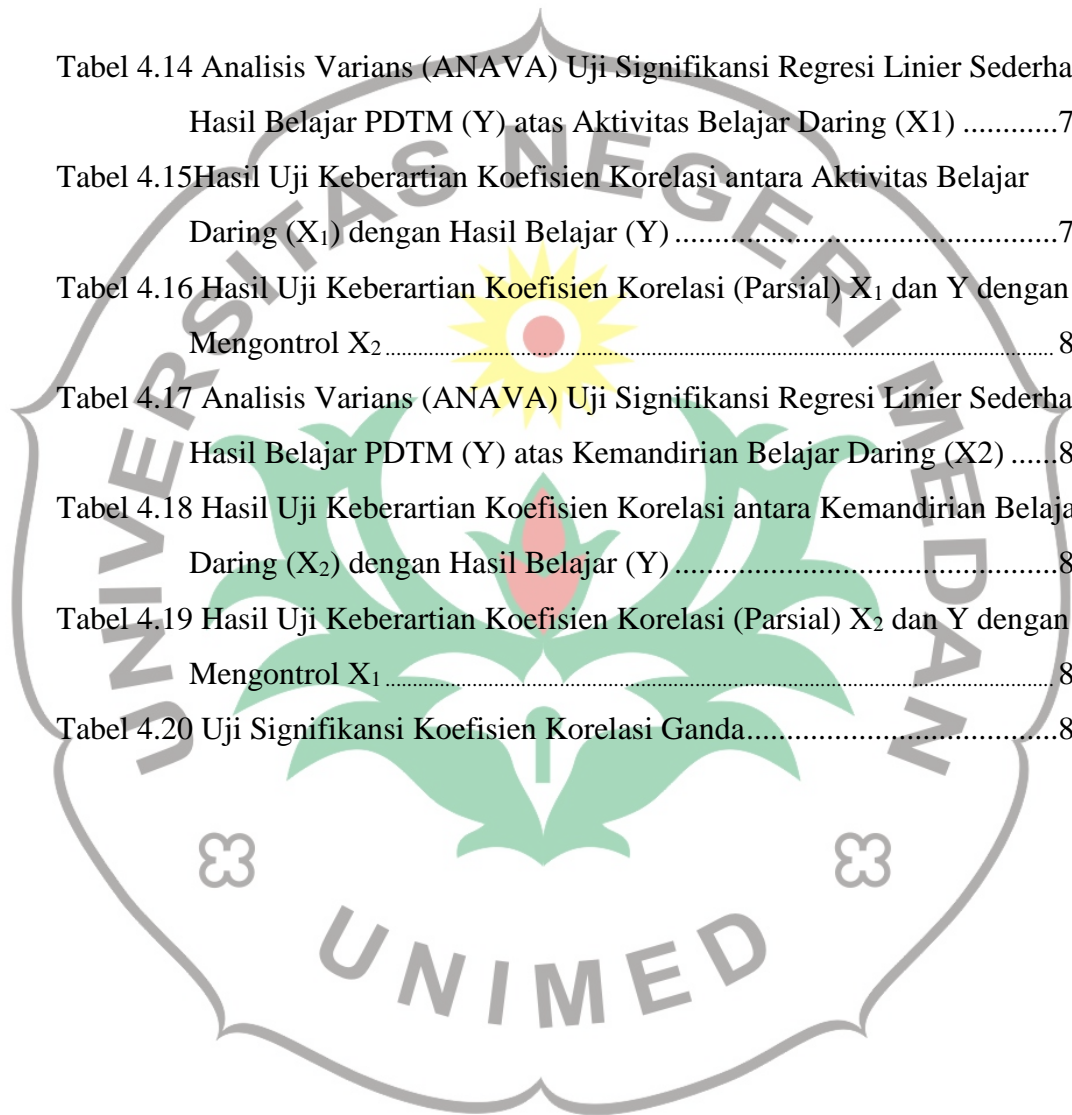 Tabel 4.14 Analisis Varians (ANAVA) Uji Signifikansi Regresi Linier Sederha
Hasil Belajar PDTM (Y) atas Aktivitas Belajar Daring (X1) ............7
Tabel 4.15Hasil Uji Keberartian Koefisien Korelasi antara Aktivitas Belajar
Daring (X₁) dengan Hasil Belajar (Y) ......................................7
Tabel 4.16 Hasil Uji Keberartian Koefisien Korelasi (Parsial) X₁ dan Y dengan
Mengontrol X₂ ...................................................................... 8
Tabel 4.17 Analisis Varians (ANAVA) Uji Signifikansi Regresi Linier Sederha
Hasil Belajar PDTM (Y) atas Kemandirian Belajar Daring (X2) ......8
Tabel 4.18 Hasil Uji Keberartian Koefisien Korelasi antara Kemandirian Belaja
Daring (X₂) dengan Hasil Belajar (Y) ......................................8
Tabel 4.19 Hasil Uji Keberartian Koefisien Korelasi (Parsial) X₂ dan Y dengan
Mengontrol X₁ ...................................................................... 8
Tabel 4.20 Uji Signifikansi Koefisien Korelasi Ganda...............................8
UNIVERSITAS NEGERI MEDAN
UNIMED